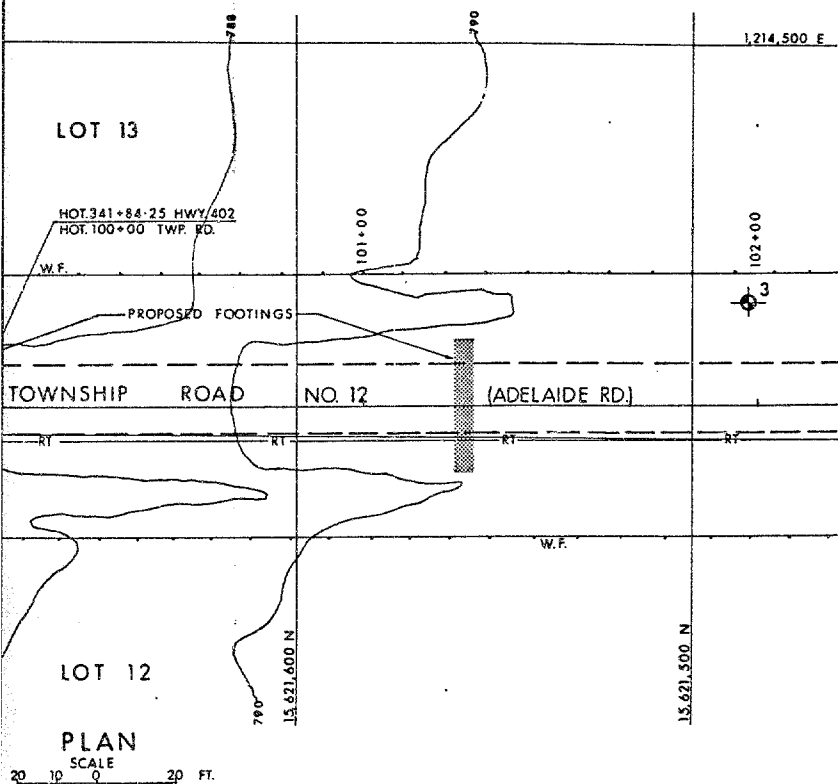 788
790
1,214,500 E
LOT 13
HOT. 341+84·25 HWY. 402
HOT. 100+00 TWP. RD.
101+00
102+00
W.F.
3
PROPOSED FOOTINGS
TOWNSHIP ROAD NO. 12 (ADELAIDE RD.)
RT RT RT RT
W.F.
15,621,600 N
15,621,500 N
LOT 12
790
PLAN
SCALE
20 10 0 20 FT.